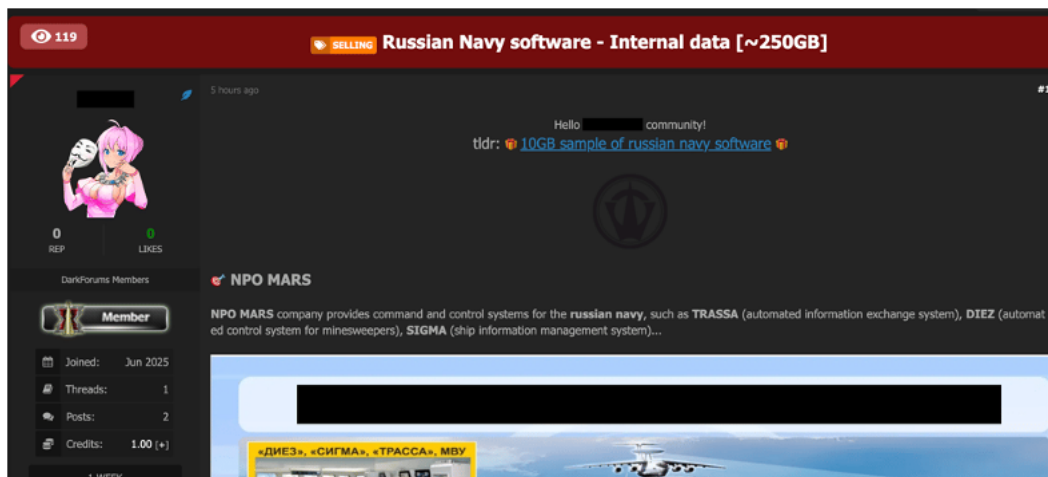 119
SELLING Russian Navy software - Internal data [~250GB]
5 hours ago
#1
Hello community!
tldr: 10GB sample of russian navy software
0
REP
0
LIKES
DarkForums Members
Member
Joined: Jun 2025
Threads: 1
Posts: 2
Credits: 1.00 [+]
1 WEEK
NPO MARS
NPO MARS company provides command and control systems for the russian navy, such as TRASSA (automated information exchange system), DIEZ (automat
ed control system for minesweepers), SIGMA (ship information management system)...
«ДИЕЗ», «СИГМА», «ТРАССА», МВУ